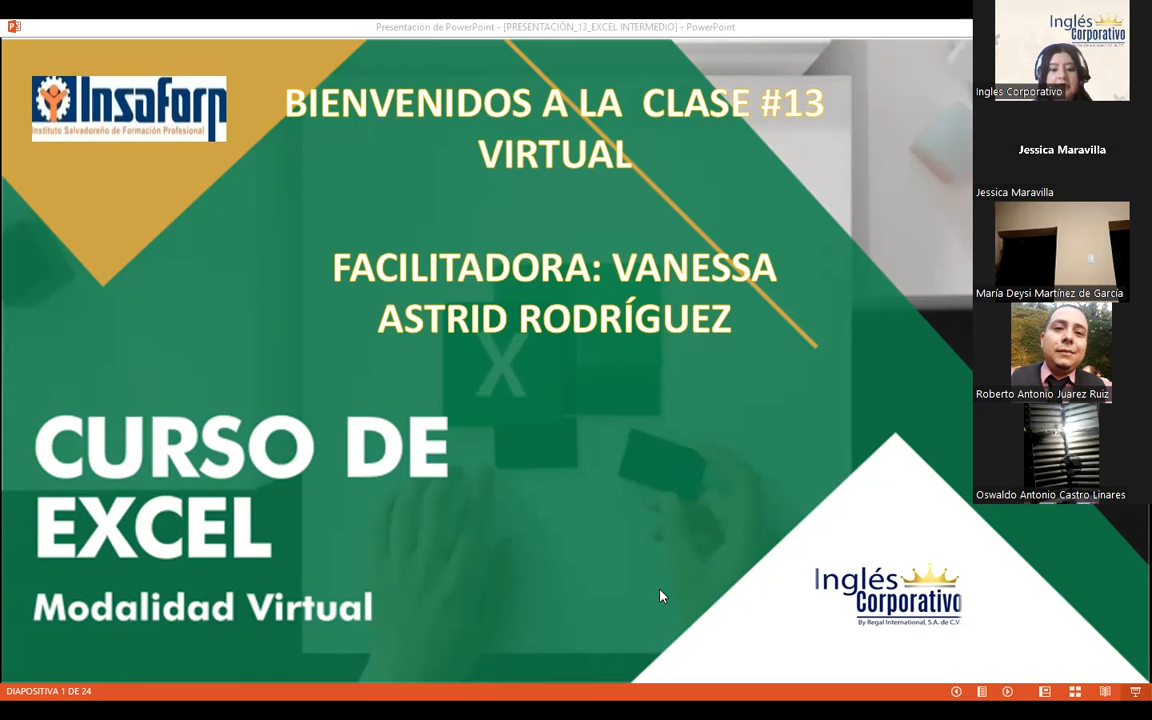 Presentación de PowerPoint - [PRESENTACIÓN_13_EXCEL INTERMEDIO] - PowerPoint
Insaforp
Instituto Salvadoreño de Formación Profesional
BIENVENIDOS A LA CLASE #13
VIRTUAL
FACILITADORA: VANESSA
ASTRID RODRÍGUEZ
X
CURSO DE
EXCEL
Modalidad Virtual
Inglés
Corporativo
By Regal International, S.A. de C.V.
DIAPOSITIVA 1 DE 24
Inglés
Corporativo
Ingles Corporativo
Jessica Maravilla
Jessica Maravilla
María Deysi Martínez de García
Roberto Antonio Juarez Ruiz
Oswaldo Antonio Castro Linares